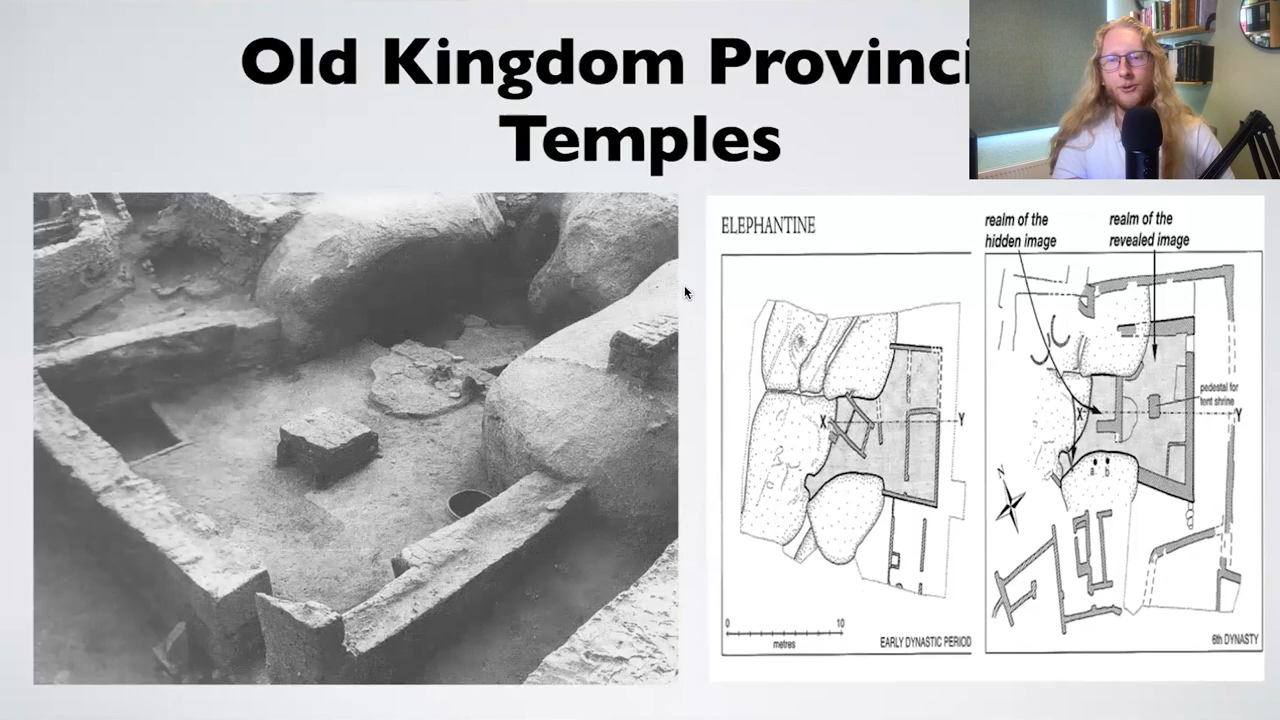 Old Kingdom Provinci
Temples
ELEPHANTINE
realm of the
hidden image
realm of the
revealed image
pedestal for
tent shrine
X
Y
X
Y
N
a b
0 10
metres
EARLY DYNASTIC PERIOD
6th DYNASTY